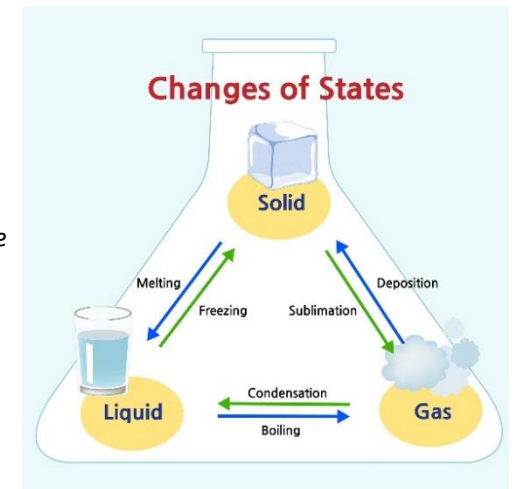 Changes of States
Solid
e
Melting
Deposition
Freezing
Sublimation
Condensation
Liquid
Gas
Boiling